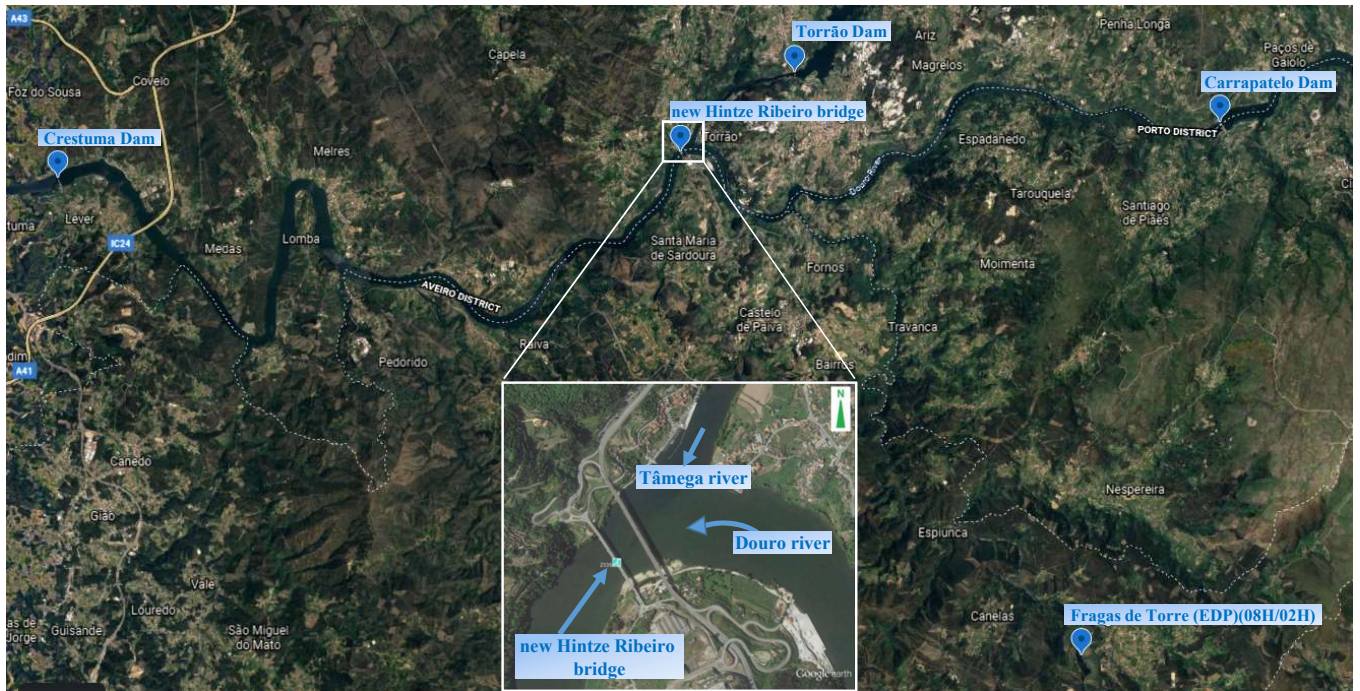 A43
Covelo
Foz do Sousa
Capela
Torrão Dam
Ariz
Magrelos
Penha Longa
Paços de
Gaiolo
Carrapatelo Dam
Crestuma Dam
Melres
new Hintze Ribeiro bridge
Torrão
Espadañedo
PORTO DISTRICT
Douro River
Tarouquela
Santiago
de Piães
Lever
IC24
Medas
Lomba
Santa Maria
de Sardoura
Fornos
Moimenta
AVEIRO DISTRICT
Castelo
de Paiva
Travanca
Raiva
Pedorido
Bairros
A41
N
Tâmega river
Douro river
new Hintze Ribeiro
bridge
Google earth
Canedo
Gião
Vale
Louredo
Guisande
São Miguel
do Mato
Nespereira
Espiunca
Canelas
Fragas de Torre (EDP)(08H/02H)